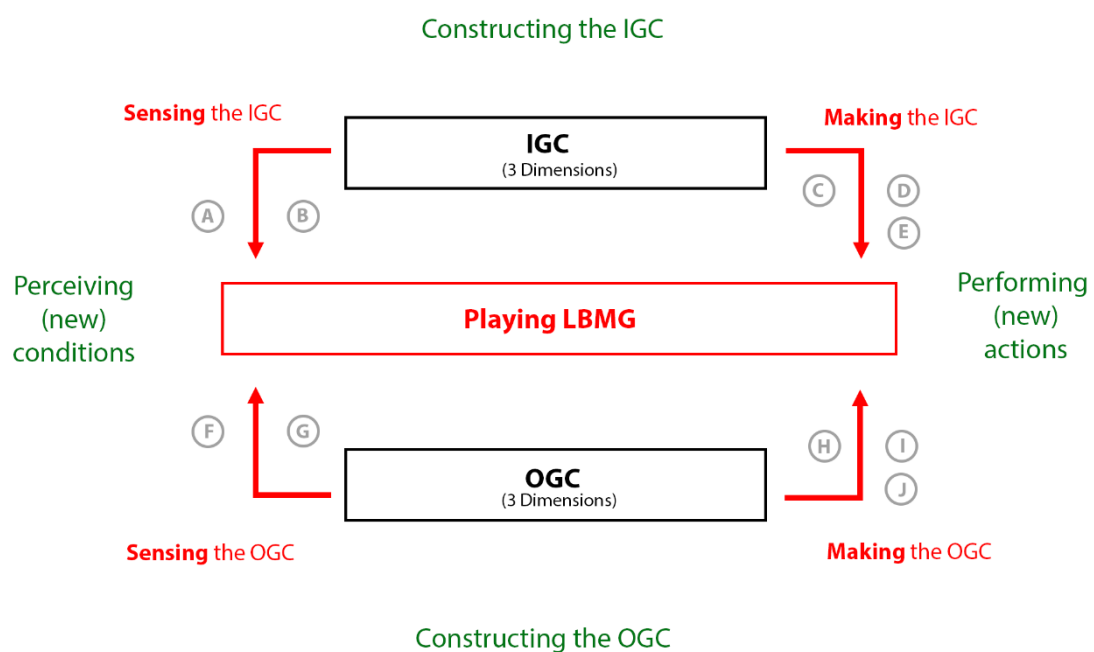 Constructing the IGC
Sensing the IGC
Making the IGC
IGC
(3 Dimensions)
A
B
C
D
E
Perceiving
(new)
conditions
Playing LBMG
Performing
(new)
actions
F
G
H
I
J
OGC
(3 Dimensions)
Sensing the OGC
Making the OGC
Constructing the OGC